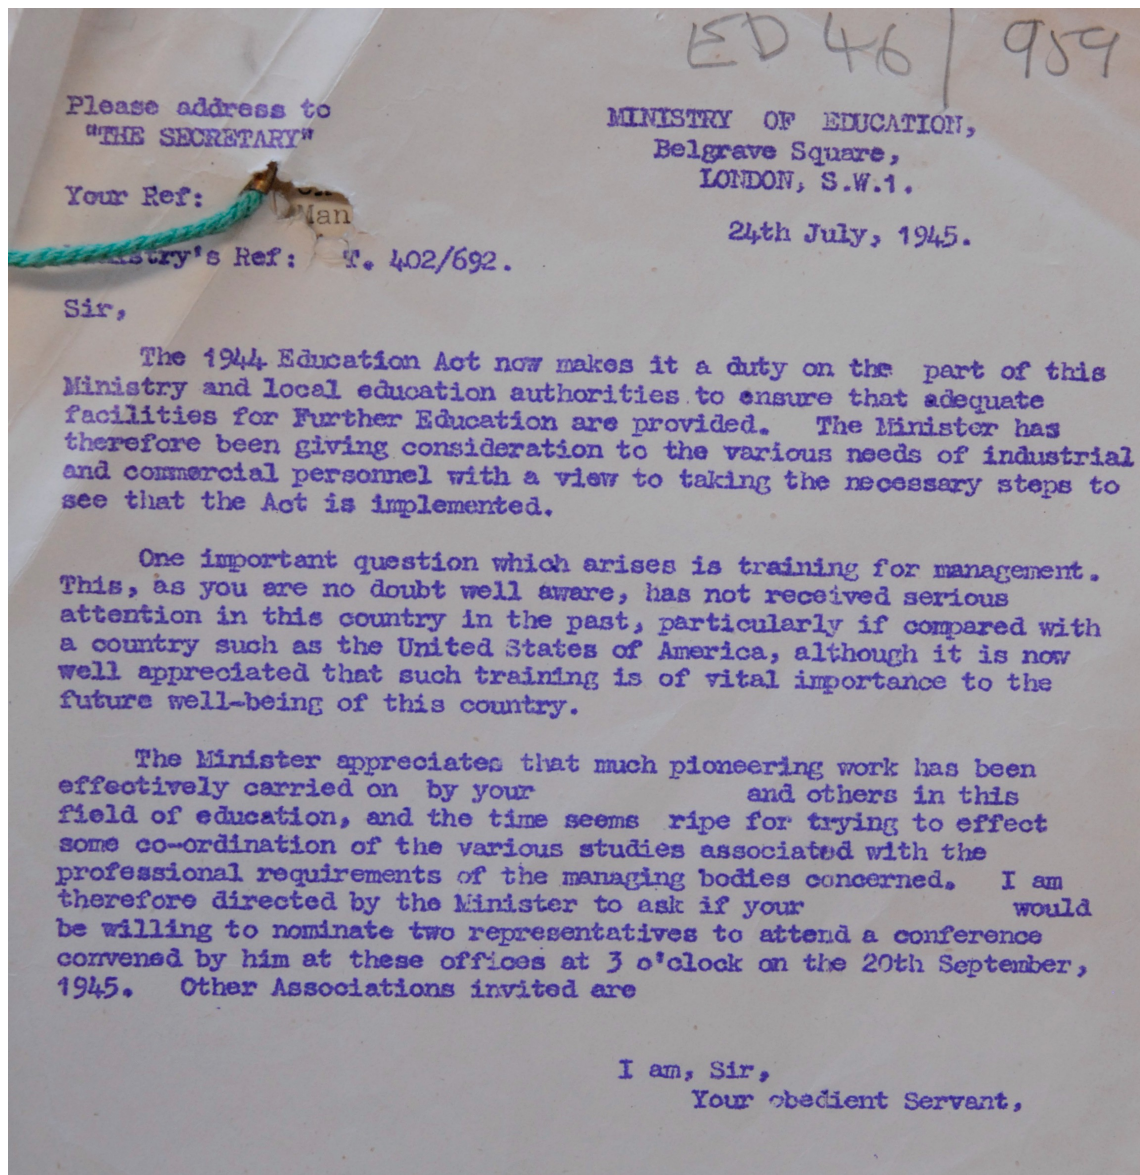 ED 46/959
Please address to
"THE SECRETARY"
MINISTRY OF EDUCATION,
Belgrave Square,
LONDON, S.W.1.
Your Ref:
Man
24th July, 1945.
Ministry's Ref: T. 402/692.
Sir,
The 1944 Education Act now makes it a duty on the part of this
Ministry and local education authorities to ensure that adequate
facilities for Further Education are provided. The Minister has
therefore been giving consideration to the various needs of industrial
and commercial personnel with a view to taking the necessary steps to
see that the Act is implemented.
One important question which arises is training for management.
This, as you are no doubt well aware, has not received serious
attention in this country in the past, particularly if compared with
a country such as the United States of America, although it is now
well appreciated that such training is of vital importance to the
future well-being of this country.
The Minister appreciates that much pioneering work has been
effectively carried on by your and others in this
field of education, and the time seems ripe for trying to effect
some co-ordination of the various studies associated with the
professional requirements of the managing bodies concerned. I am
therefore directed by the Minister to ask if your would
be willing to nominate two representatives to attend a conference
convened by him at these offices at 3 o'clock on the 20th September,
1945. Other Associations invited are
I am, Sir,
Your obedient Servant,